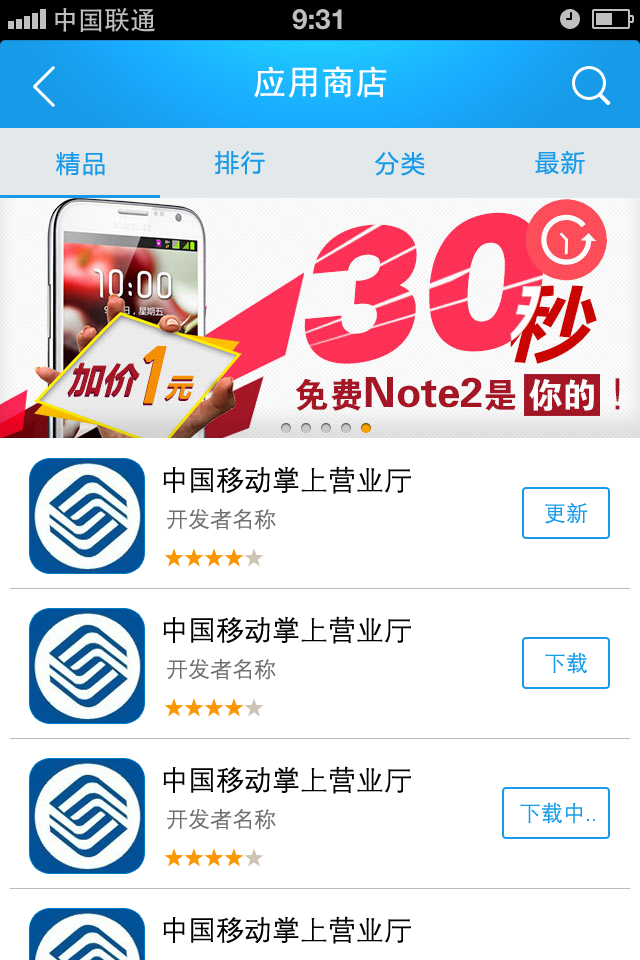 中国联通 9:31
应用商店
精品 排行 分类 最新
10:00
星期五
30
秒
加价1元
免费Note2是你的！
中国移动掌上营业厅
开发者名称
更新
中国移动掌上营业厅
开发者名称
下载
中国移动掌上营业厅
开发者名称
下载中..
中国移动掌上营业厅